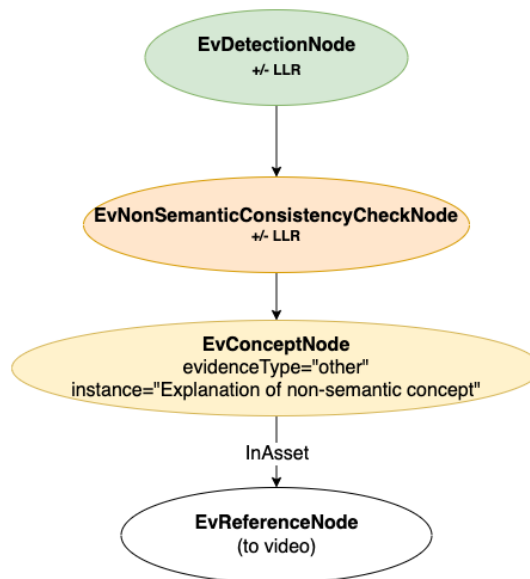 EvDetectionNode
+/- LLR
EvNonSemanticConsistencyCheckNode
+/- LLR
EvConceptNode
evidenceType="other"
instance="Explanation of non-semantic concept"
InAsset
EvReferenceNode
(to video)